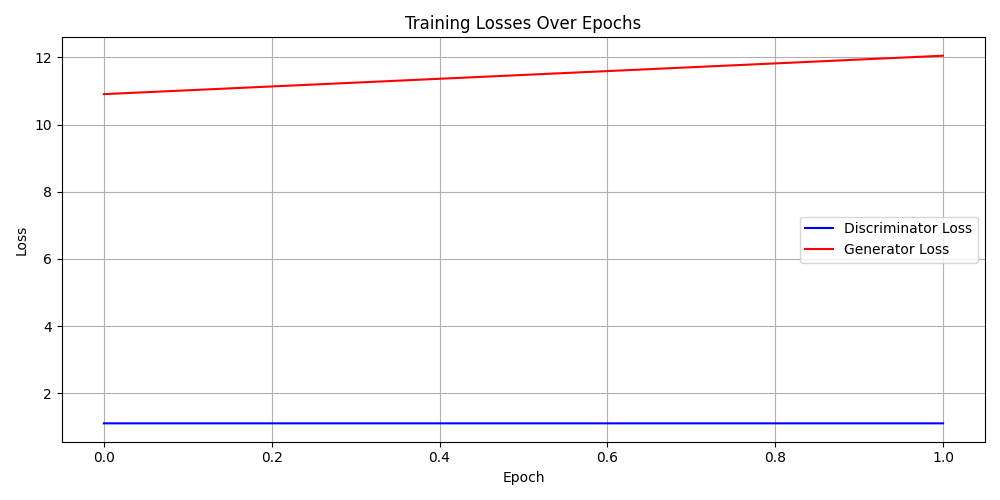 Training Losses Over Epochs
12
10
8
6
4
2
Loss
Discriminator Loss
Generator Loss
0.0 0.2 0.4 0.6 0.8 1.0
Epoch